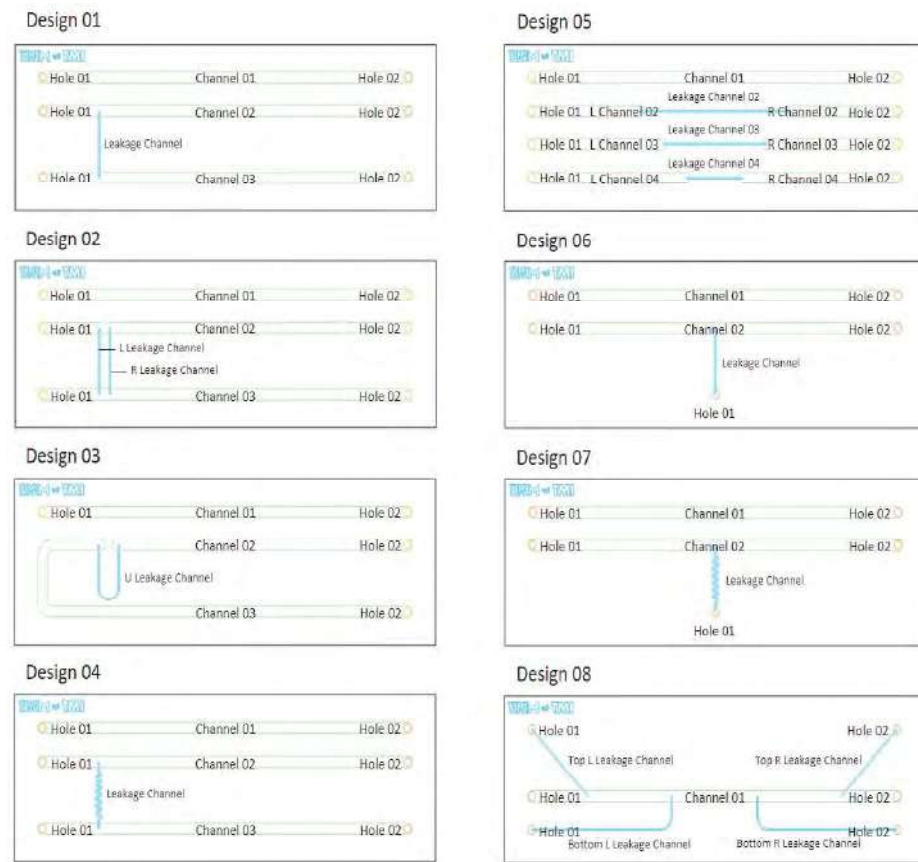 Design 01
Hole 01 Channel 01 Hole 02
Hole 01 Channel 02 Hole 02
Leakage Channel
Hole 01 Channel 03 Hole 02
Design 02
Hole 01 Channel 01 Hole 02
Hole 01 Channel 02 Hole 02
L Leakage Channel
R Leakage Channel
Hole 01 Channel 03 Hole 02
Design 03
Hole 01 Channel 01 Hole 02
Channel 02 Hole 02
U Leakage Channel
Channel 03 Hole 02
Design 04
Hole 01 Channel 01 Hole 02
Hole 01 Channel 02 Hole 02
Leakage Channel
Hole 01 Channel 03 Hole 02
Design 05
Hole 01 Channel 01 Hole 02
Leakage Channel 02
Hole 01 L Channel 02 R Channel 02 Hole 02
Leakage Channel 03
Hole 01 L Channel 03 R Channel 03 Hole 02
Leakage Channel 04
Hole 01 L Channel 04 R Channel 04 Hole 02
Design 06
Hole 01 Channel 01 Hole 02
Hole 01 Channel 02 Hole 02
Leakage Channel
Hole 01
Design 07
Hole 01 Channel 01 Hole 02
Hole 01 Channel 02 Hole 02
Leakage Channel
Hole 01
Design 08
Hole 01 Hole 02
Top L Leakage Channel Top R Leakage Channel
Hole 01 Channel 01 Hole 02
Hole 01 Hole 02
Bottom L Leakage Channel Bottom R Leakage Channel